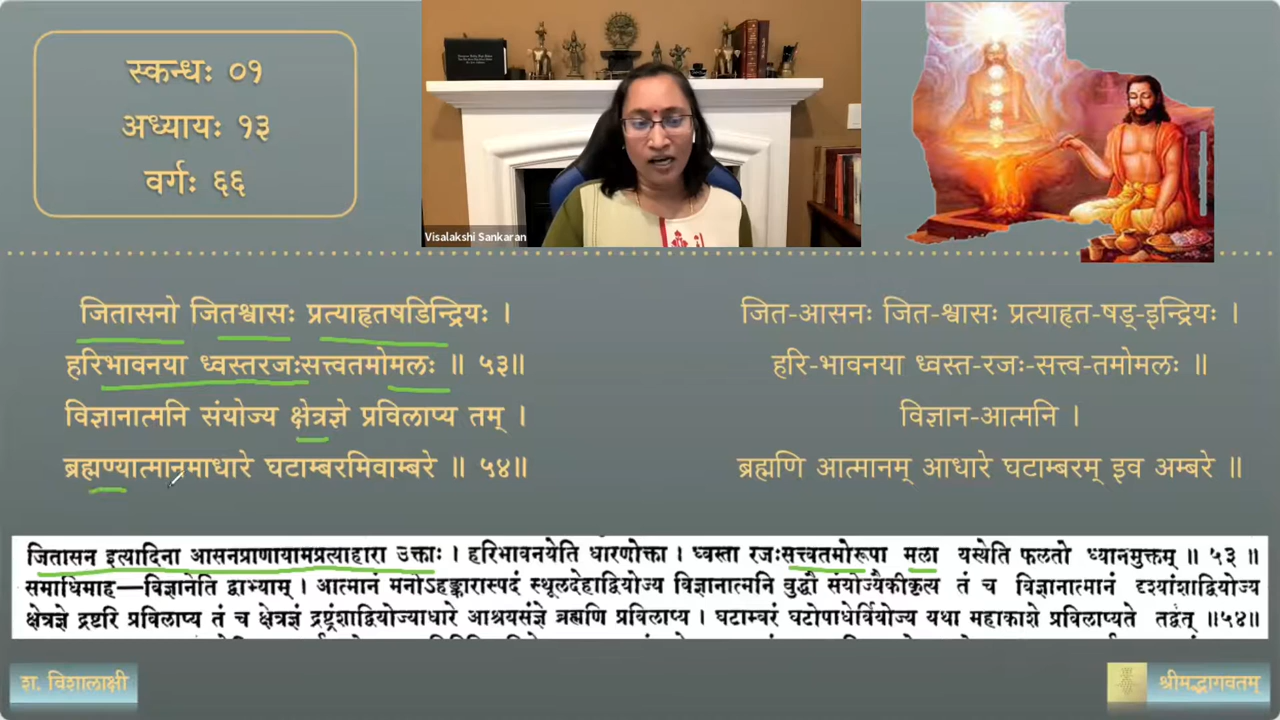 स्कन्धः ०१
अध्यायः १३
वर्गः ६६
Visalakshi Sankaran
जितासनो जितश्वासः प्रत्याहृतषडिन्द्रियः ।
हरिभावनया ध्वस्तरजःसत्त्वतमोमलः ॥ ५३॥
विज्ञानात्मनि संयोज्य क्षेत्रज्ञे प्रविलाप्य तम् ।
ब्रह्मण्यात्मानमाधारे घटाम्बरमिवाम्बरे ॥ ५४॥
जित-आसनः जित-श्वासः प्रत्याहृत-षड्-इन्द्रियः ।
हरि-भावनया ध्वस्त-रजः-सत्त्व-तमोमलः ॥
विज्ञान-आत्मनि ।
ब्रह्मणि आत्मानम् आधारे घटाम्बरम् इव अम्बरे ॥
जितासन इत्यादिना आसनप्राणायामप्रत्याहारा उक्ताः । हरिभावनयेति धारणोक्ता । ध्वस्ता रजःसत्त्वतमोरूपा मला यस्येति फलतो ध्यानमुक्तम् ॥ ५३ ॥
समाधिमाह—विज्ञानेति द्वाभ्याम् । आत्मानं मनोऽहङ्कारास्पदं स्थूलदेहाद्वियोज्य विज्ञानात्मनि बुद्धौ संयोज्यैकीकृत्य तं च विज्ञानात्मानं दृश्यांशाद्वियोज्य
क्षेत्रज्ञे द्रष्टरि प्रविलाप्य तं च क्षेत्रज्ञं द्रष्ट्रंशाद्वियोज्याधारे आश्रयसंज्ञे ब्रह्मणि प्रविलाप्य । घटाम्बरं घटोपाधेर्वियोज्य यथा महाकाशे प्रविलाप्यते तद्वत् ॥५४॥
श. विशालाक्षी
श्रीमद्भागवतम्